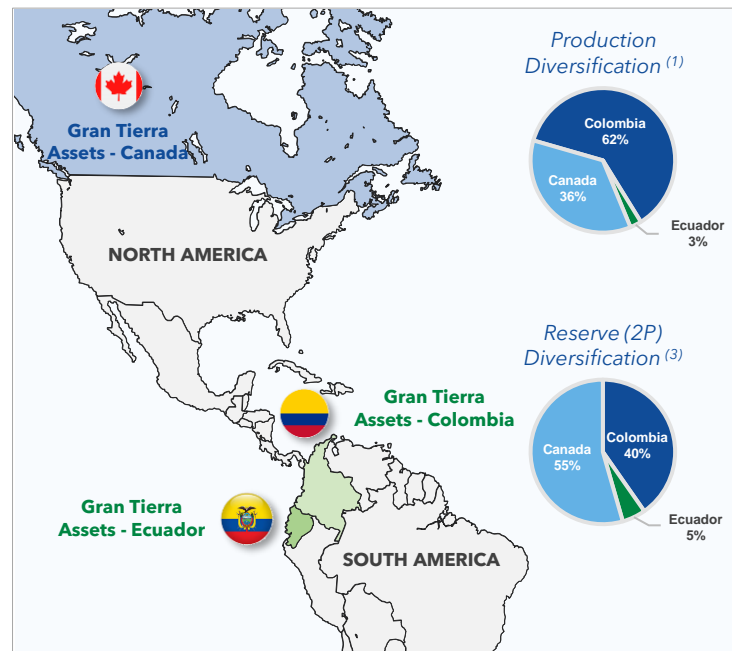 Production
Diversification (1)
Colombia
62%
Canada
36%
Ecuador
3%
Gran Tierra
Assets - Canada
NORTH AMERICA
Reserve (2P)
Diversification (3)
Canada
55%
Colombia
40%
Ecuador
5%
Gran Tierra
Assets - Colombia
Gran Tierra
Assets - Ecuador
SOUTH AMERICA